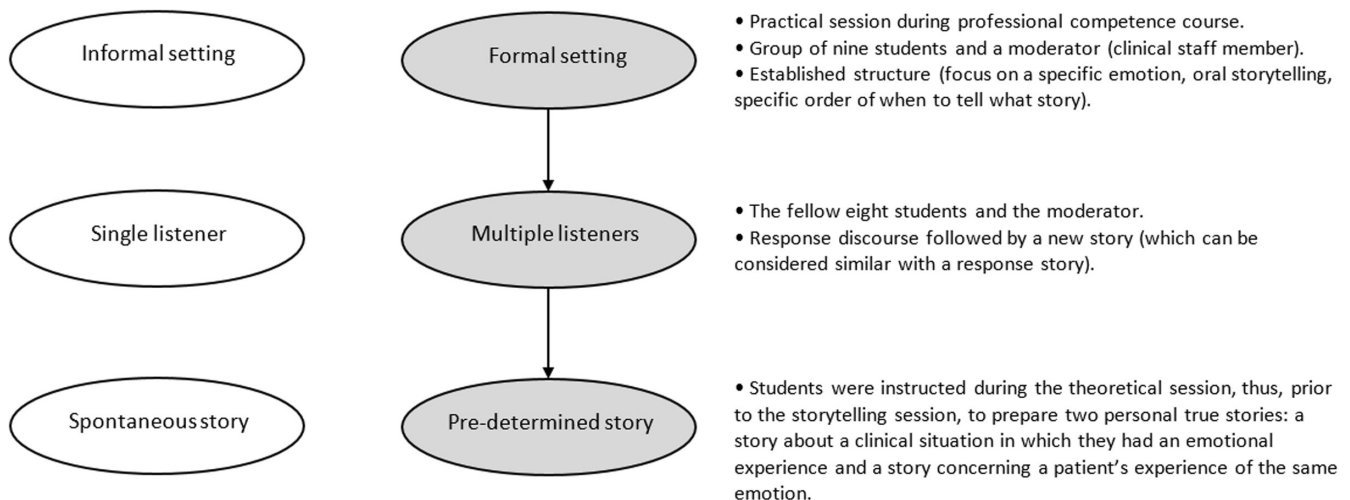 Informal setting
Formal setting
• Practical session during professional competence course.
• Group of nine students and a moderator (clinical staff member).
• Established structure (focus on a specific emotion, oral storytelling,
specific order of when to tell what story).
Single listener
Multiple listeners
• The fellow eight students and the moderator.
• Response discourse followed by a new story (which can be
considered similar with a response story).
Spontaneous story
Pre-determined story
• Students were instructed during the theoretical session, thus, prior
to the storytelling session, to prepare two personal true stories: a
story about a clinical situation in which they had an emotional
experience and a story concerning a patient’s experience of the same
emotion.